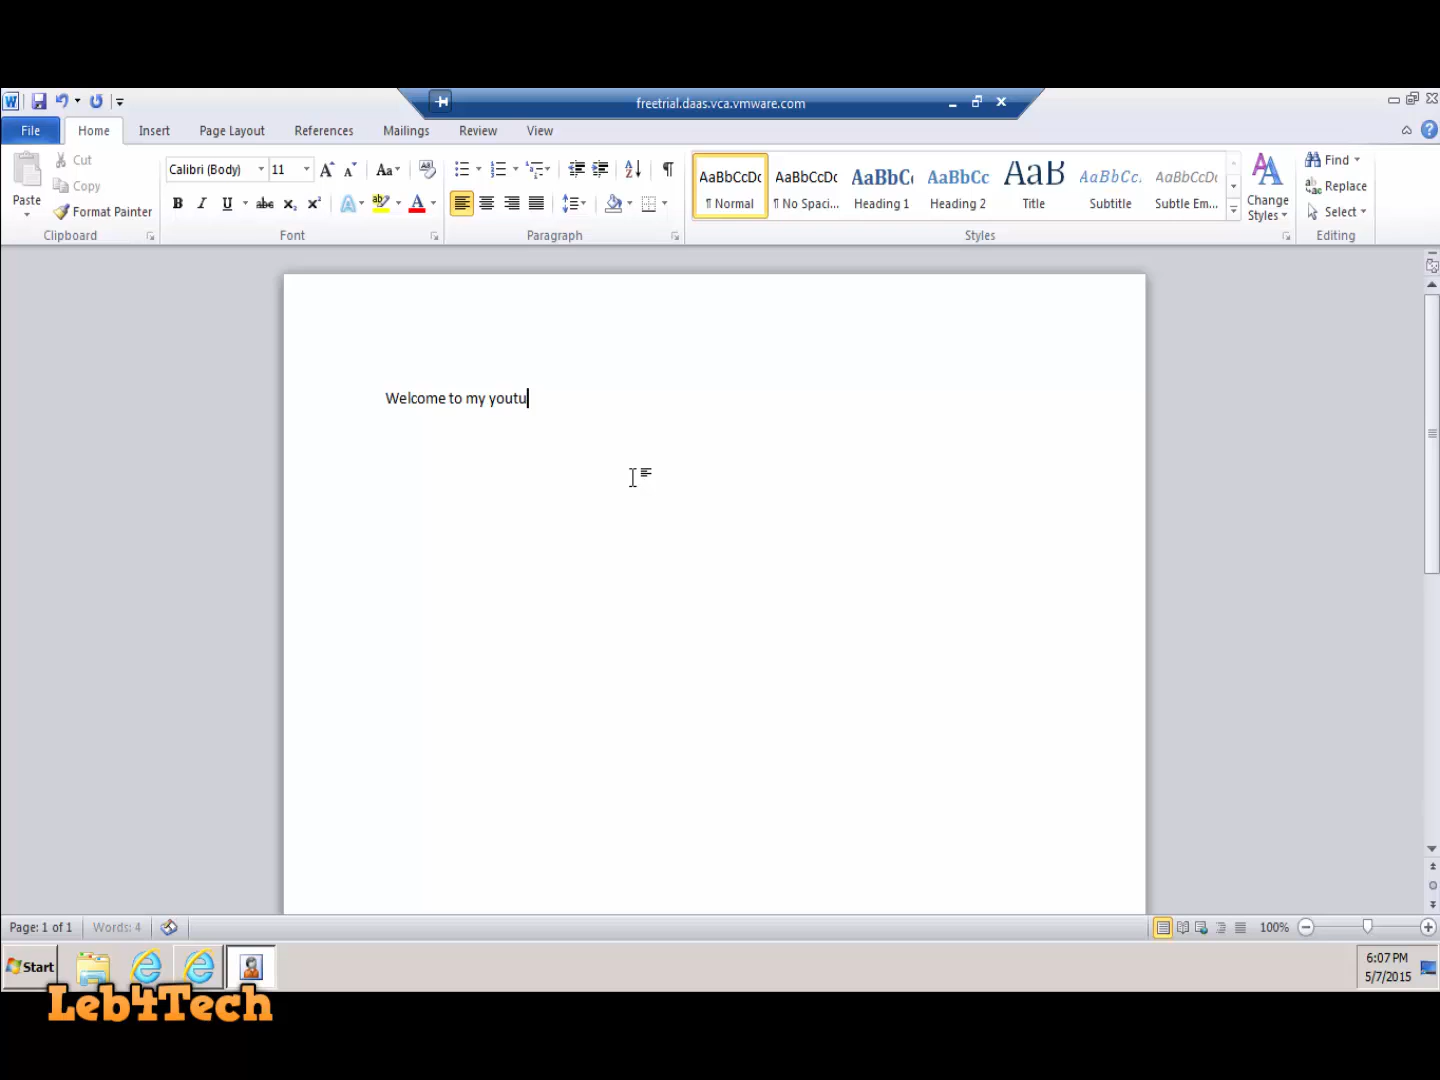 freetrial.daas.vca.vmware.com
File Home Insert Page Layout References Mailings Review View
Cut
Copy
Format Painter
Paste
Calibri (Body) 11
AaBbCcDc AaBbCcDc AaBbC( AaBbCc AaB AaBbCc. AaBbCcDc
¶ Normal ¶ No Spaci... Heading 1 Heading 2 Title Subtitle Subtle Em...
Change
Styles
Find
Replace
Select
Clipboard Font Paragraph Styles Editing
Welcome to my youtu
Page: 1 of 1 Words: 4 100%
Start
6:07 PM
5/7/2015
Leb4Tech